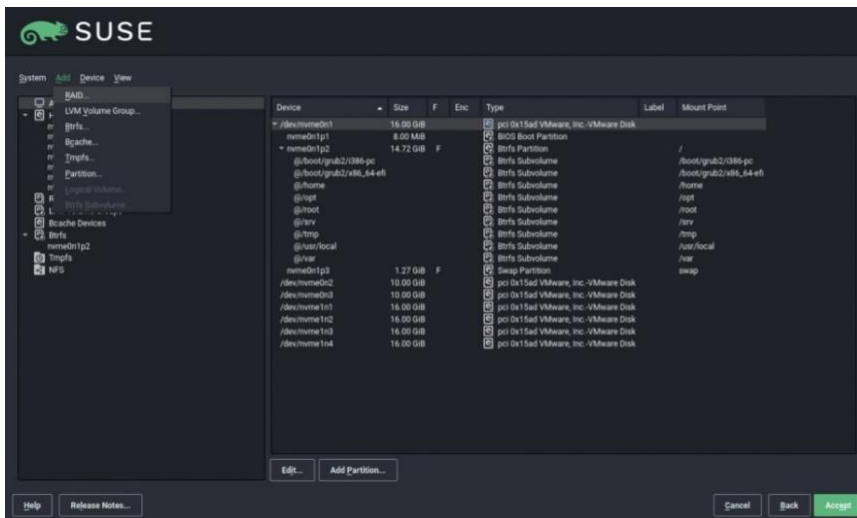 SUSE
System Add Device View
RAID...
LVM Volume Group...
Btrfs...
Bcache...
Tmpfs...
Partition...
Logical Volume...
Btrfs Subvolume...
Bcache Devices
Btrfs
nvme0n1p2
Tmpfs
NFS
Device Size F Enc Type Label Mount Point
/dev/nvme0n1 16.00 GiB pci 0x15ad VMware, Inc.-VMware Disk
nvme0n1p1 8.00 MiB BIOS Boot Partition
nvme0n1p2 14.72 GiB F Btrfs Partition /
@/boot/grub2/i386-pc Btrfs Subvolume /boot/grub2/i386-pc
@/boot/grub2/x86_64-efi Btrfs Subvolume /boot/grub2/x86_64-efi
@/home Btrfs Subvolume /home
@/opt Btrfs Subvolume /opt
@/root Btrfs Subvolume /root
@/srv Btrfs Subvolume /srv
@/tmp Btrfs Subvolume /tmp
@/usr/local Btrfs Subvolume /usr/local
@/var Btrfs Subvolume /var
nvme0n1p3 1.27 GiB F Swap Partition swap
/dev/nvme0n2 10.00 GiB pci 0x15ad VMware, Inc.-VMware Disk
/dev/nvme0n3 10.00 GiB pci 0x15ad VMware, Inc.-VMware Disk
/dev/nvme1n1 16.00 GiB pci 0x15ad VMware, Inc.-VMware Disk
/dev/nvme1n2 16.00 GiB pci 0x15ad VMware, Inc.-VMware Disk
/dev/nvme1n3 16.00 GiB pci 0x15ad VMware, Inc.-VMware Disk
/dev/nvme1n4 16.00 GiB pci 0x15ad VMware, Inc.-VMware Disk
Edit... Add Partition...
Help Release Notes... Cancel Back Accept